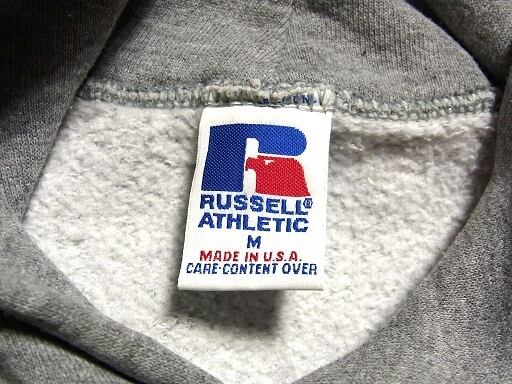 RUSSELL®
ATHLETIC
M
MADE IN U.S.A.
CARE-CONTENT OVER